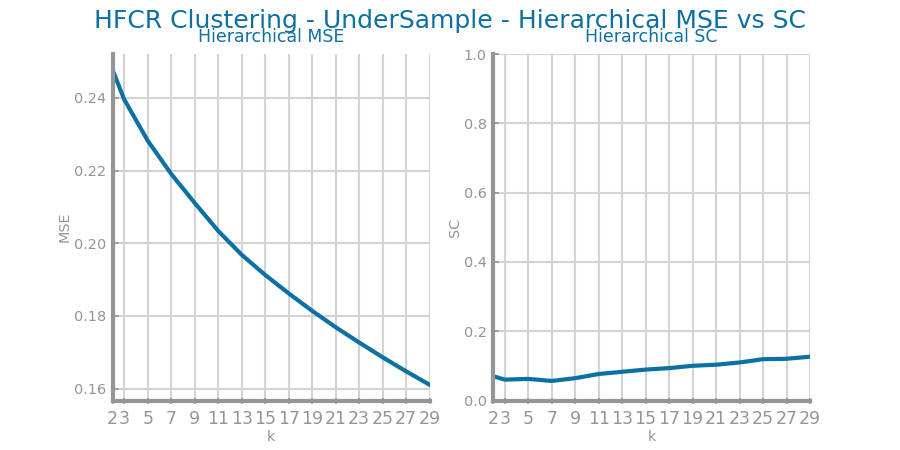 HFCR Clustering - UnderSample - Hierarchical MSE vs SC
Hierarchical MSE
0.24
0.22
0.20
0.18
0.16
MSE
2 3 5 7 9 11 13 15 17 19 21 23 25 27 29
k
Hierarchical SC
1.0
0.8
0.6
0.4
0.2
0.0
SC
2 3 5 7 9 11 13 15 17 19 21 23 25 27 29
k